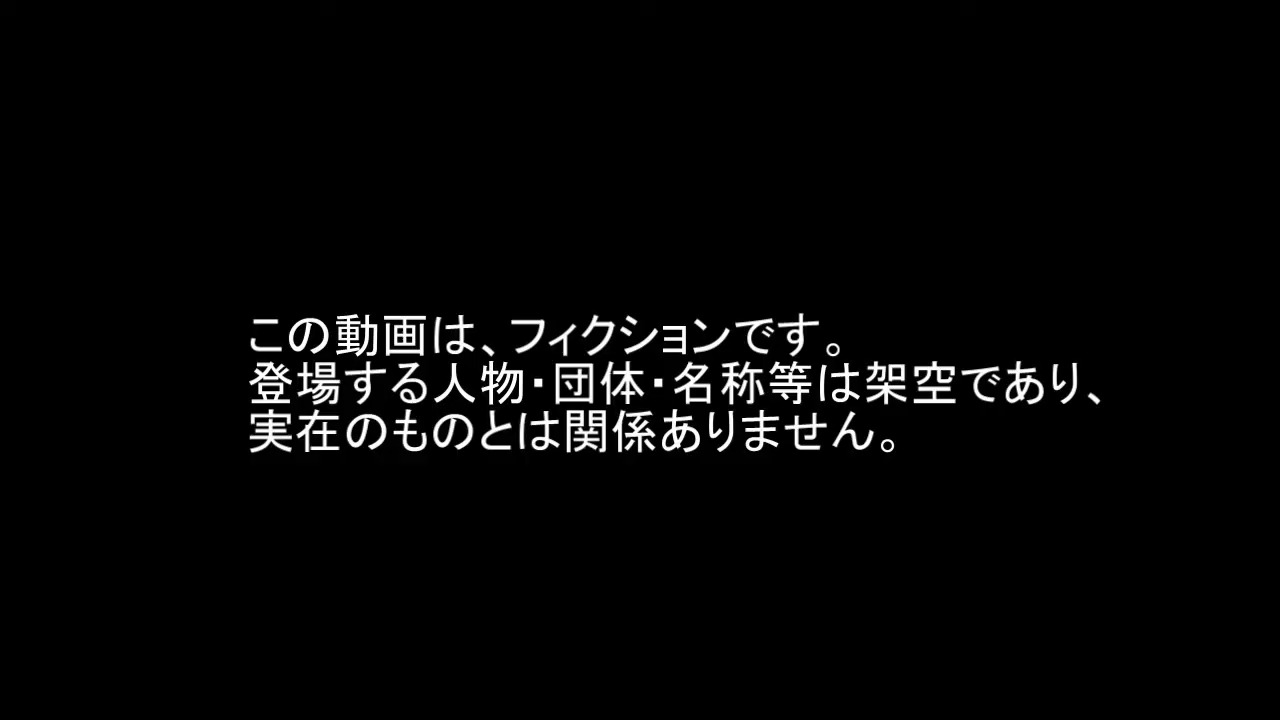 この動画は、フィクションです。
登場する人物・団体・名称等は架空であり、
実在のものとは関係ありません。